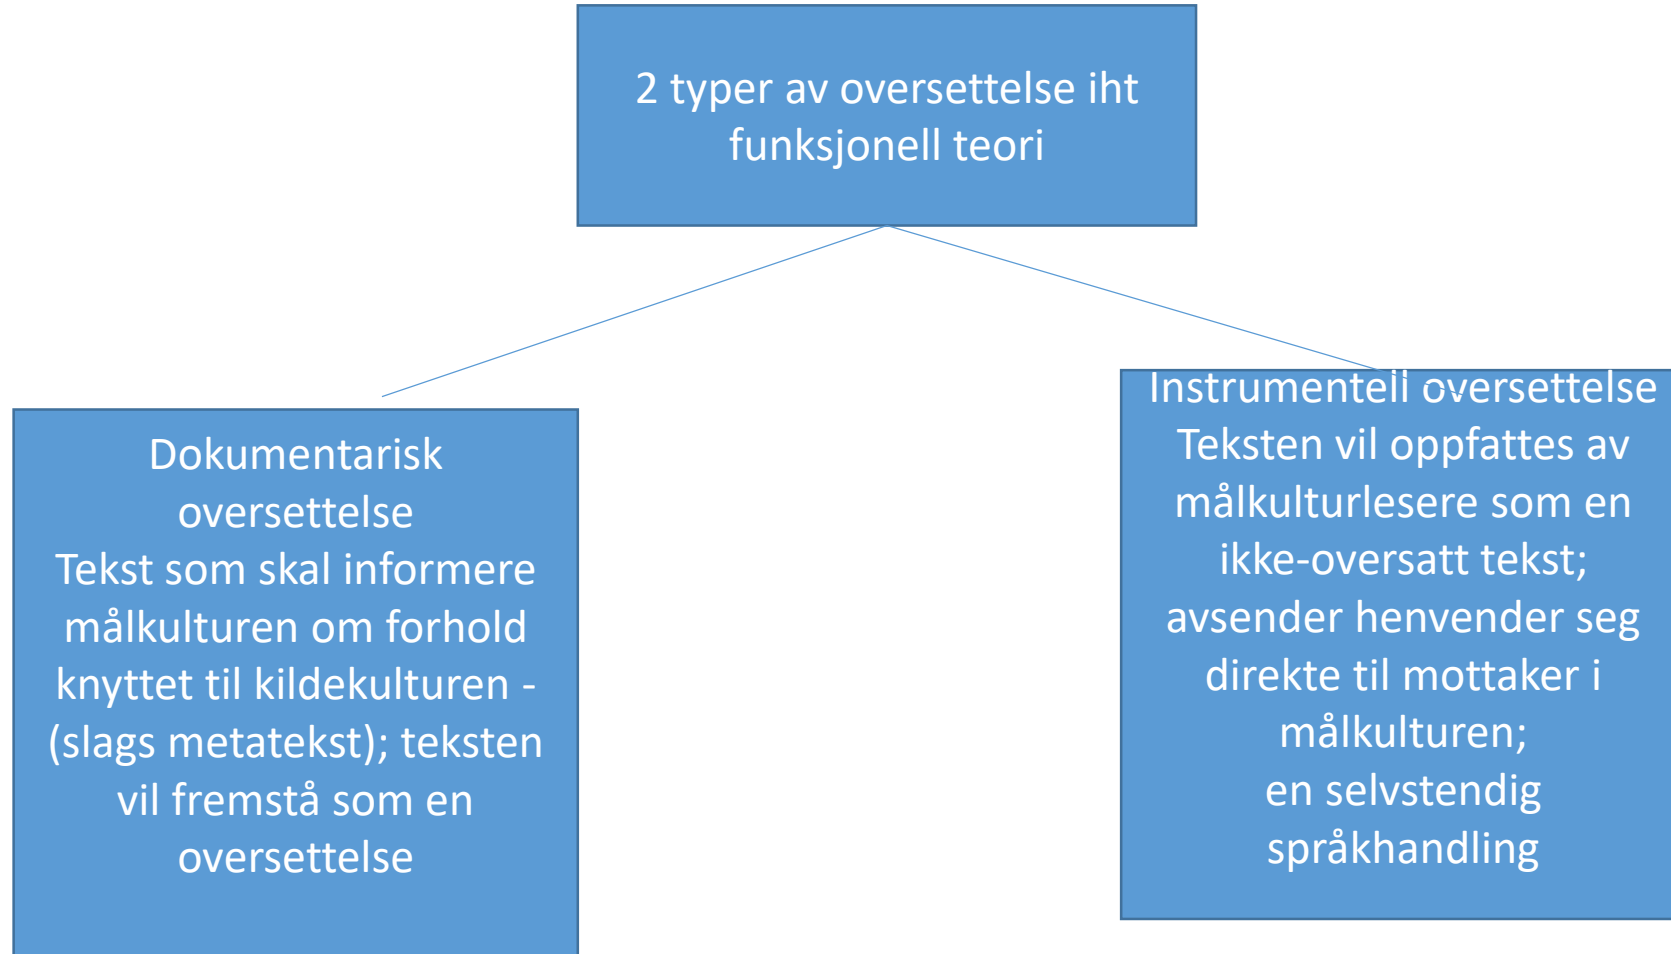 2 typer av oversettelse iht
funksjonell teori
Dokumentarisk
oversettelse
Tekst som skal informere
målkulturen om forhold
knyttet til kildekulturen -
(slags metatekst); teksten
vil fremstå som en
oversettelse
Instrumentell oversettelse
Teksten vil oppfattes av
målkulturlesere som en
ikke-oversatt tekst;
avsender henvender seg
direkte til mottaker i
målkulturen;
en selvstendig
språkhandling